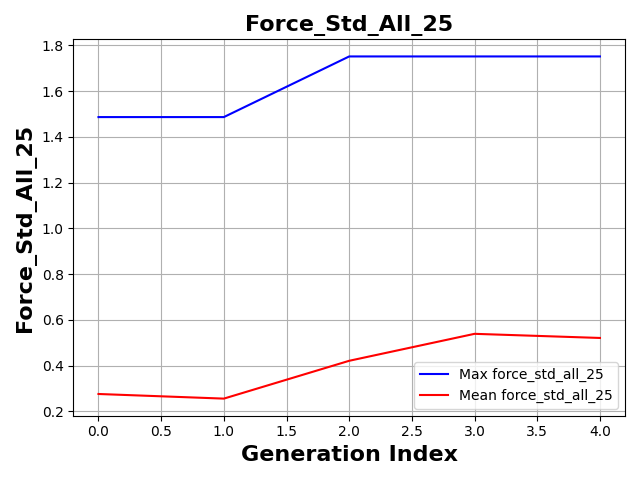 Force_Std_All_25
Force_Std_All_25
1.8
1.6
1.4
1.2
1.0
0.8
0.6
0.4
0.2
Max force_std_all_25
Mean force_std_all_25
0.0 0.5 1.0 1.5 2.0 2.5 3.0 3.5 4.0
Generation Index